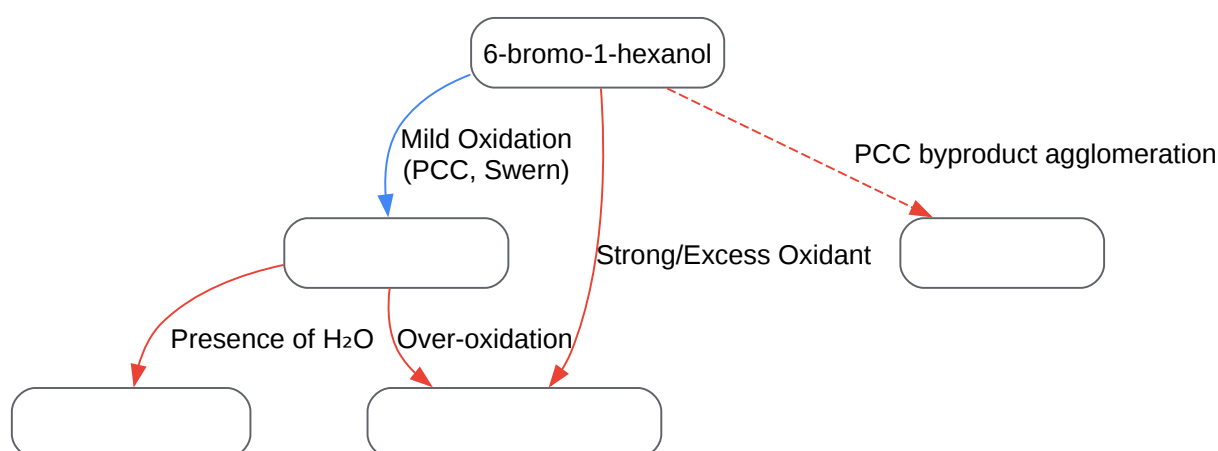 6-bromo-1-hexanol
Mild Oxidation
(PCC, Swern)
PCC byproduct agglomeration
Strong/Excess Oxidant
Presence of H₂O
Over-oxidation